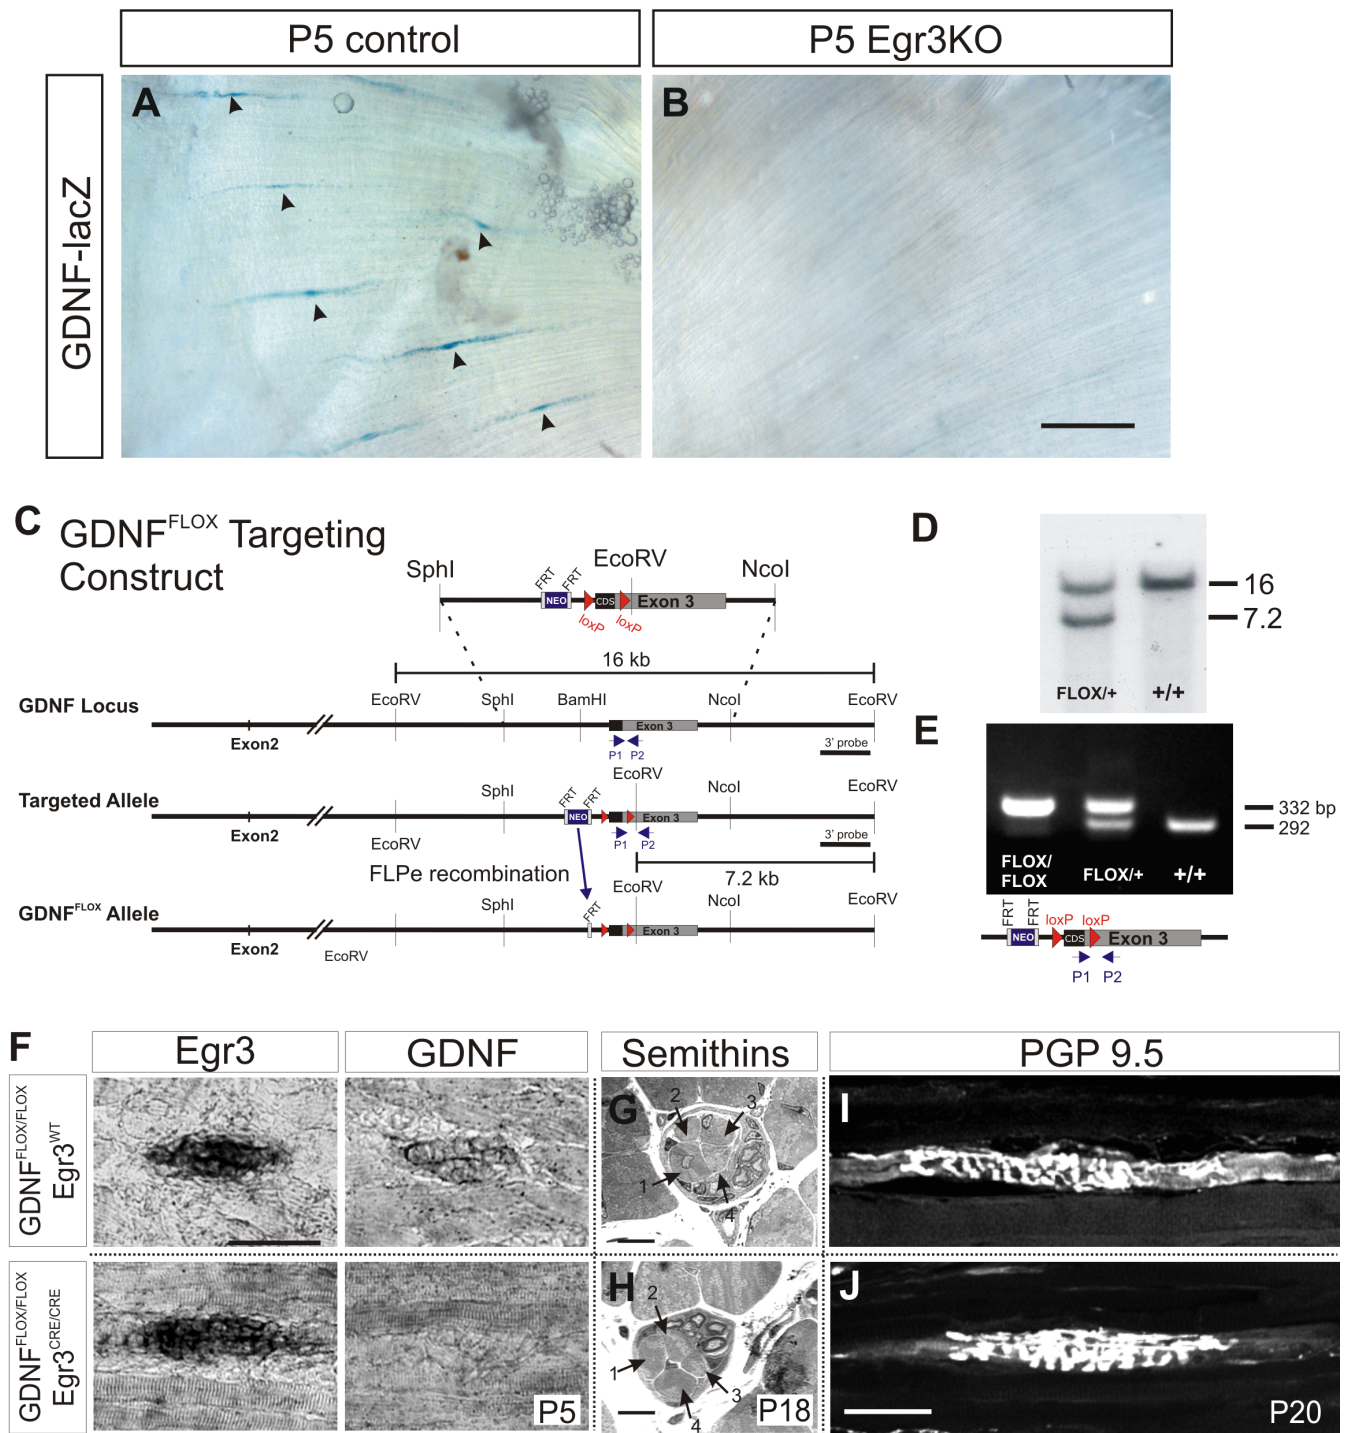 P5 control
P5 Egr3KO
GDNF-lacZ
A
B
C
GDNF^FLOX Targeting
Construct
SphI
FRT
FRT
EcoRV
NcoI
NEO
CDS
Exon 3
loxP
loxP
16 kb
GDNF Locus
EcoRV
SphI
BamHI
NcoI
EcoRV
Exon2
Exon 3
P1
P2
3' probe
Targeted Allele
SphI
FRT
FRT
EcoRV
NcoI
EcoRV
NEO
Exon 3
Exon2
EcoRV
P1
P2
3' probe
FLPe recombination
7.2 kb
GDNF^FLOX Allele
SphI
FRT
EcoRV
NcoI
EcoRV
Exon 3
Exon2
EcoRV
D
16
7.2
FLOX/+
+/+
E
332 bp
292
FLOX/
FLOX
FLOX/+
+/+
FRT
FRT
loxP
loxP
NEO
CDS
Exon 3
P1
P2
F
Egr3
GDNF
Semithins
PGP 9.5
GDNF^FLOX/FLOX
Egr3^WT
G
2
3
1
4
I
GDNF^FLOX/FLOX
Egr3^CRE/CRE
P5
H
2
1
3
4
P18
J
P20